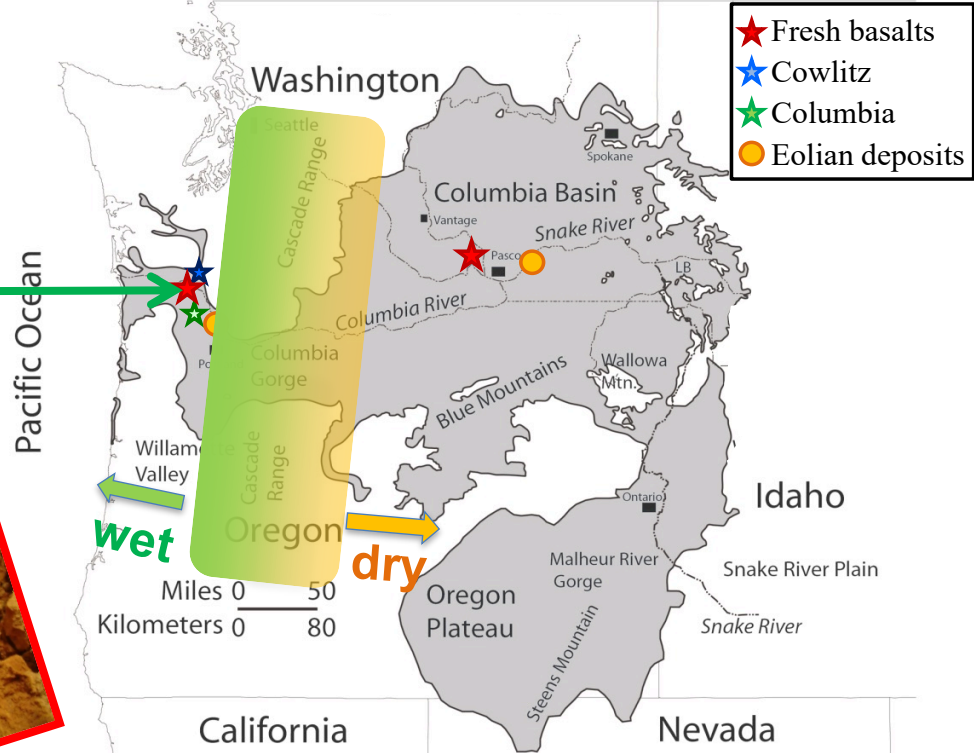 Fresh basalts
Cowlitz
Columbia
Eolian deposits
Washington
Seattle
Cascade Range
Spokane
Columbia Basin
Vantage
Snake River
Pasco
LB
Pacific Ocean
Columbia River
Columbia
Gorge
Wallowa
Mtn.
Blue Mountains
Willam
Valley
Cascade
Range
wet
Oregon
dry
Ontario
Idaho
Malheur River
Gorge
Snake River Plain
Snake River
Miles 0 50
Kilometers 0 80
Oregon
Plateau
Steens Mountain
California
Nevada